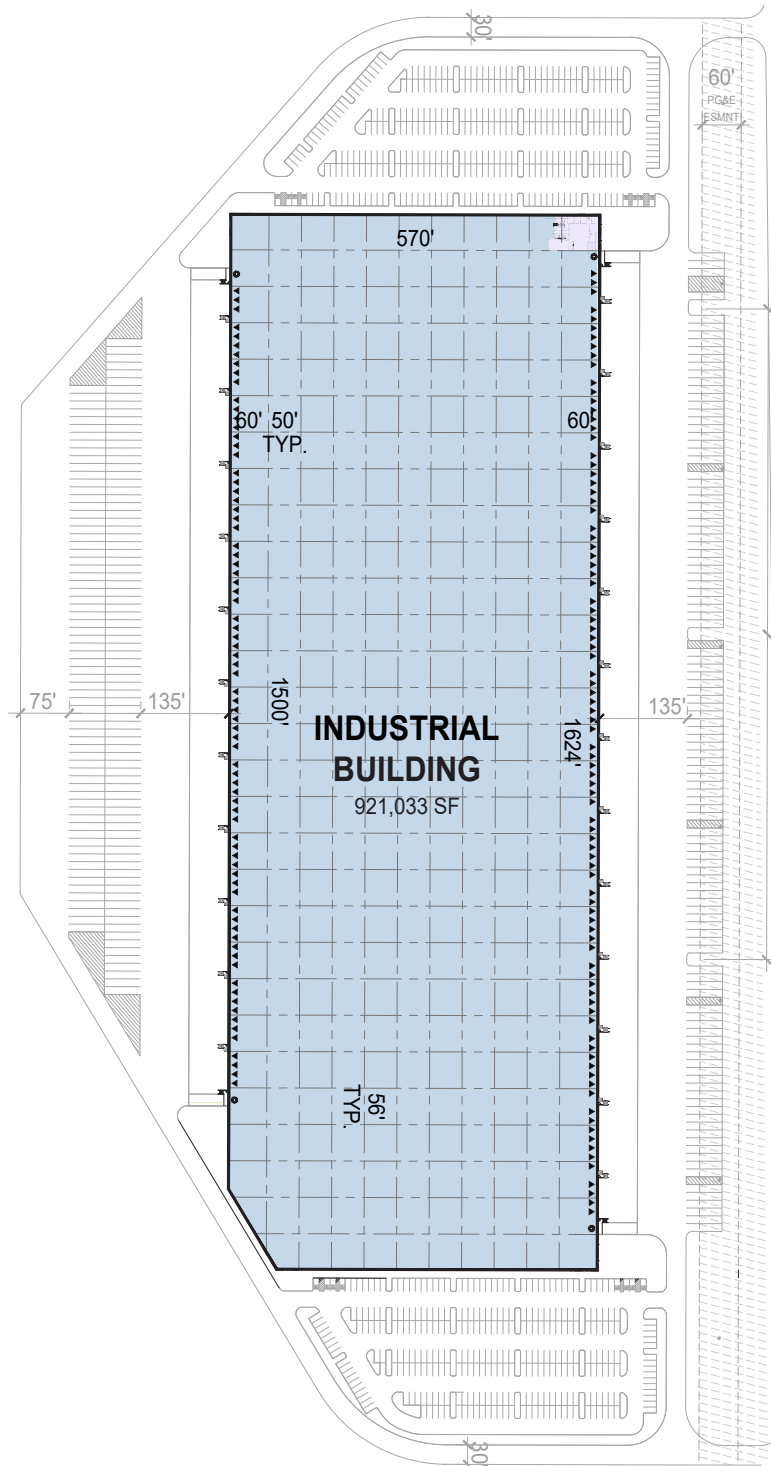 30'
60'
PG&E
ESMNT
570'
60' 50'
TYP.
60'
1500'
1624'
75'
135'
135'
INDUSTRIAL
BUILDING
921,033 SF
56'
TYP.
30'